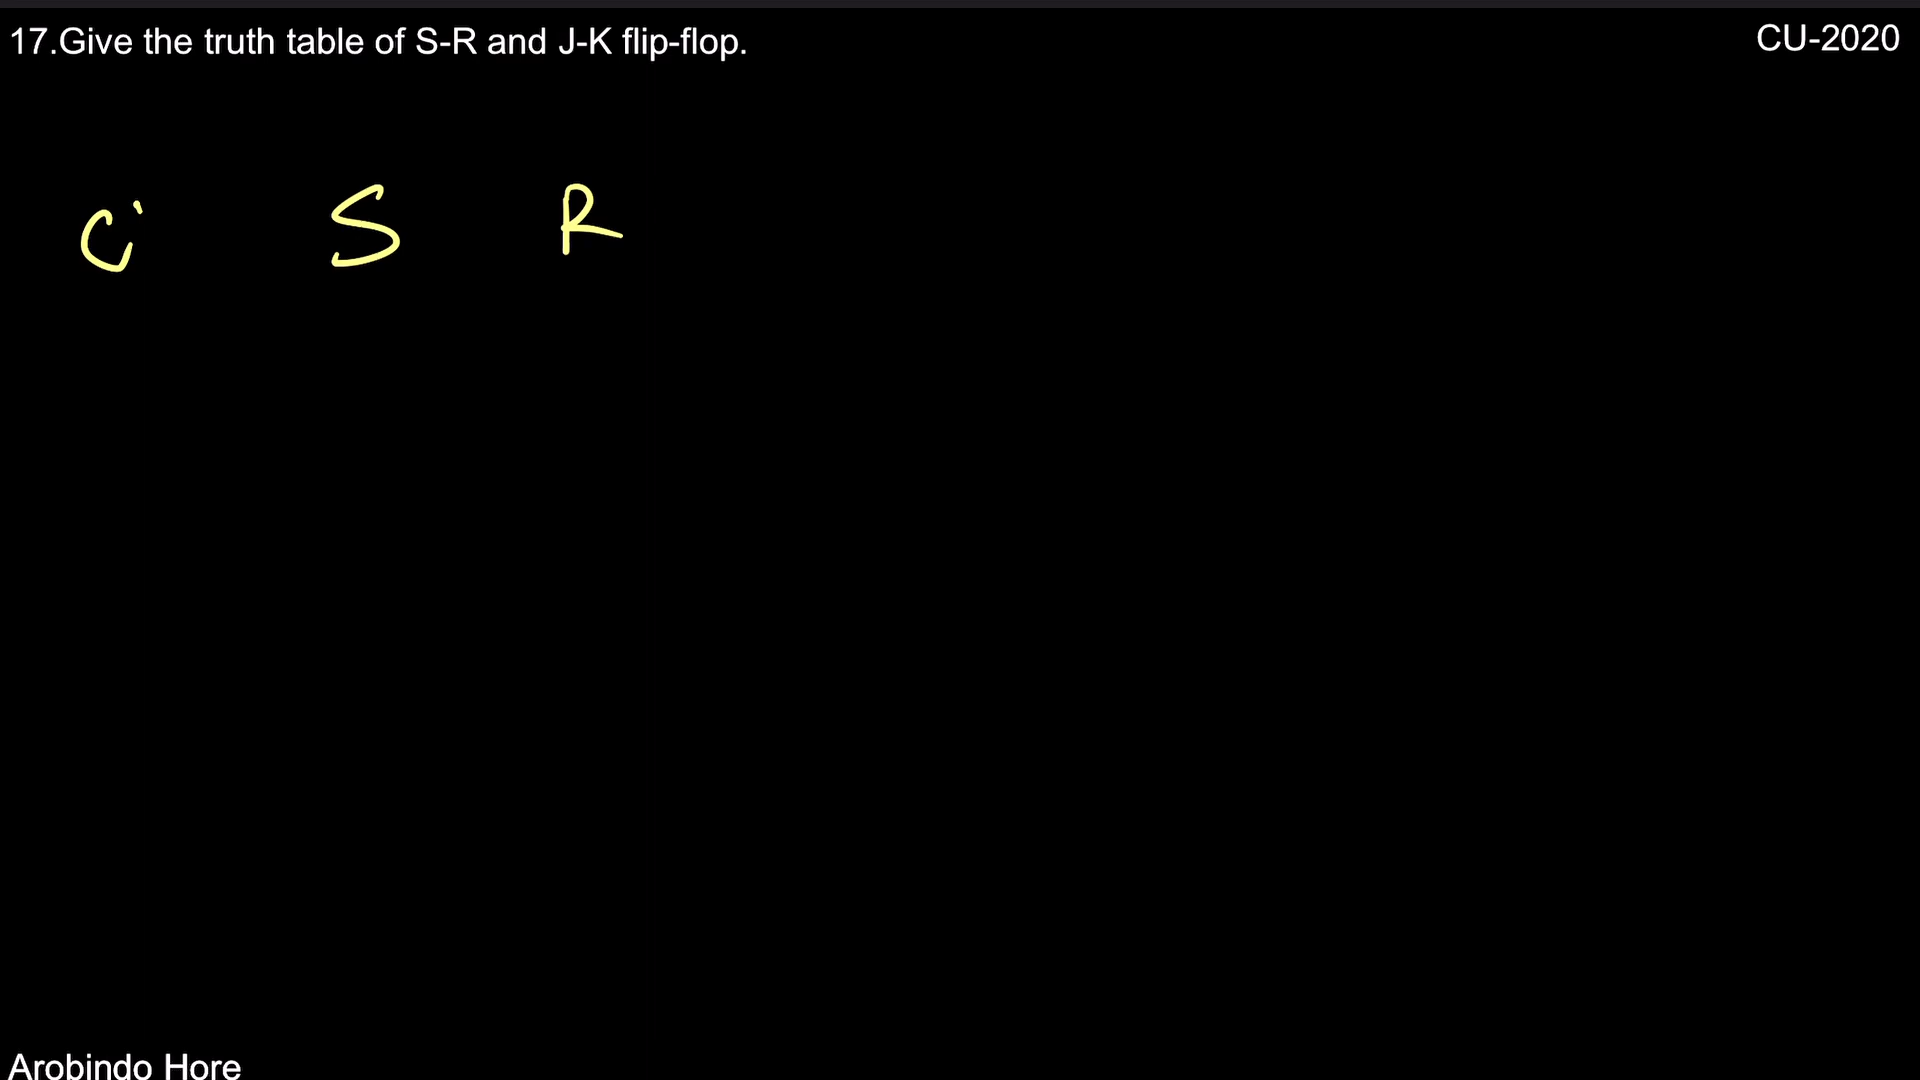 17.Give the truth table of S-R and J-K flip-flop.
CU-2020
S R
Arobindo Hore